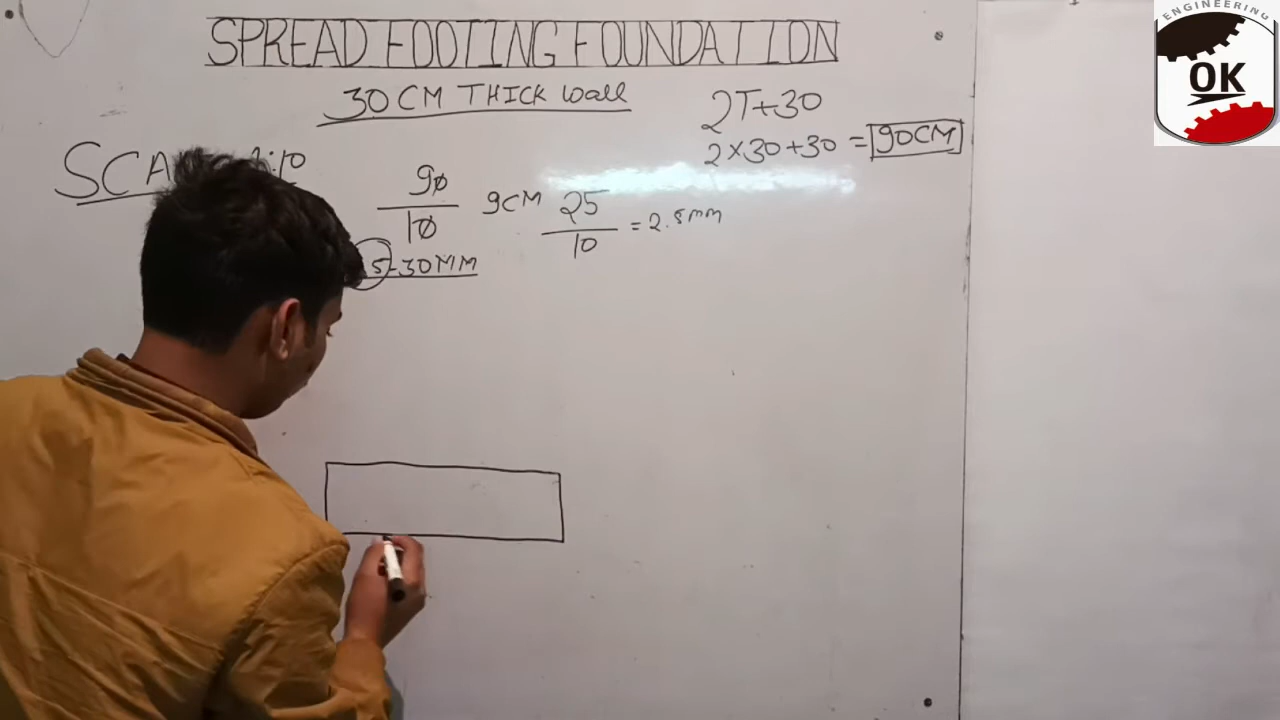 SPREAD FOOTING FOUNDATION
30 CM THICK Wall
2T+30
2×30+30 = 90CM
90
10
9CM
25
10
= 2.5mm
5-30MM
ENGINEERING
OK